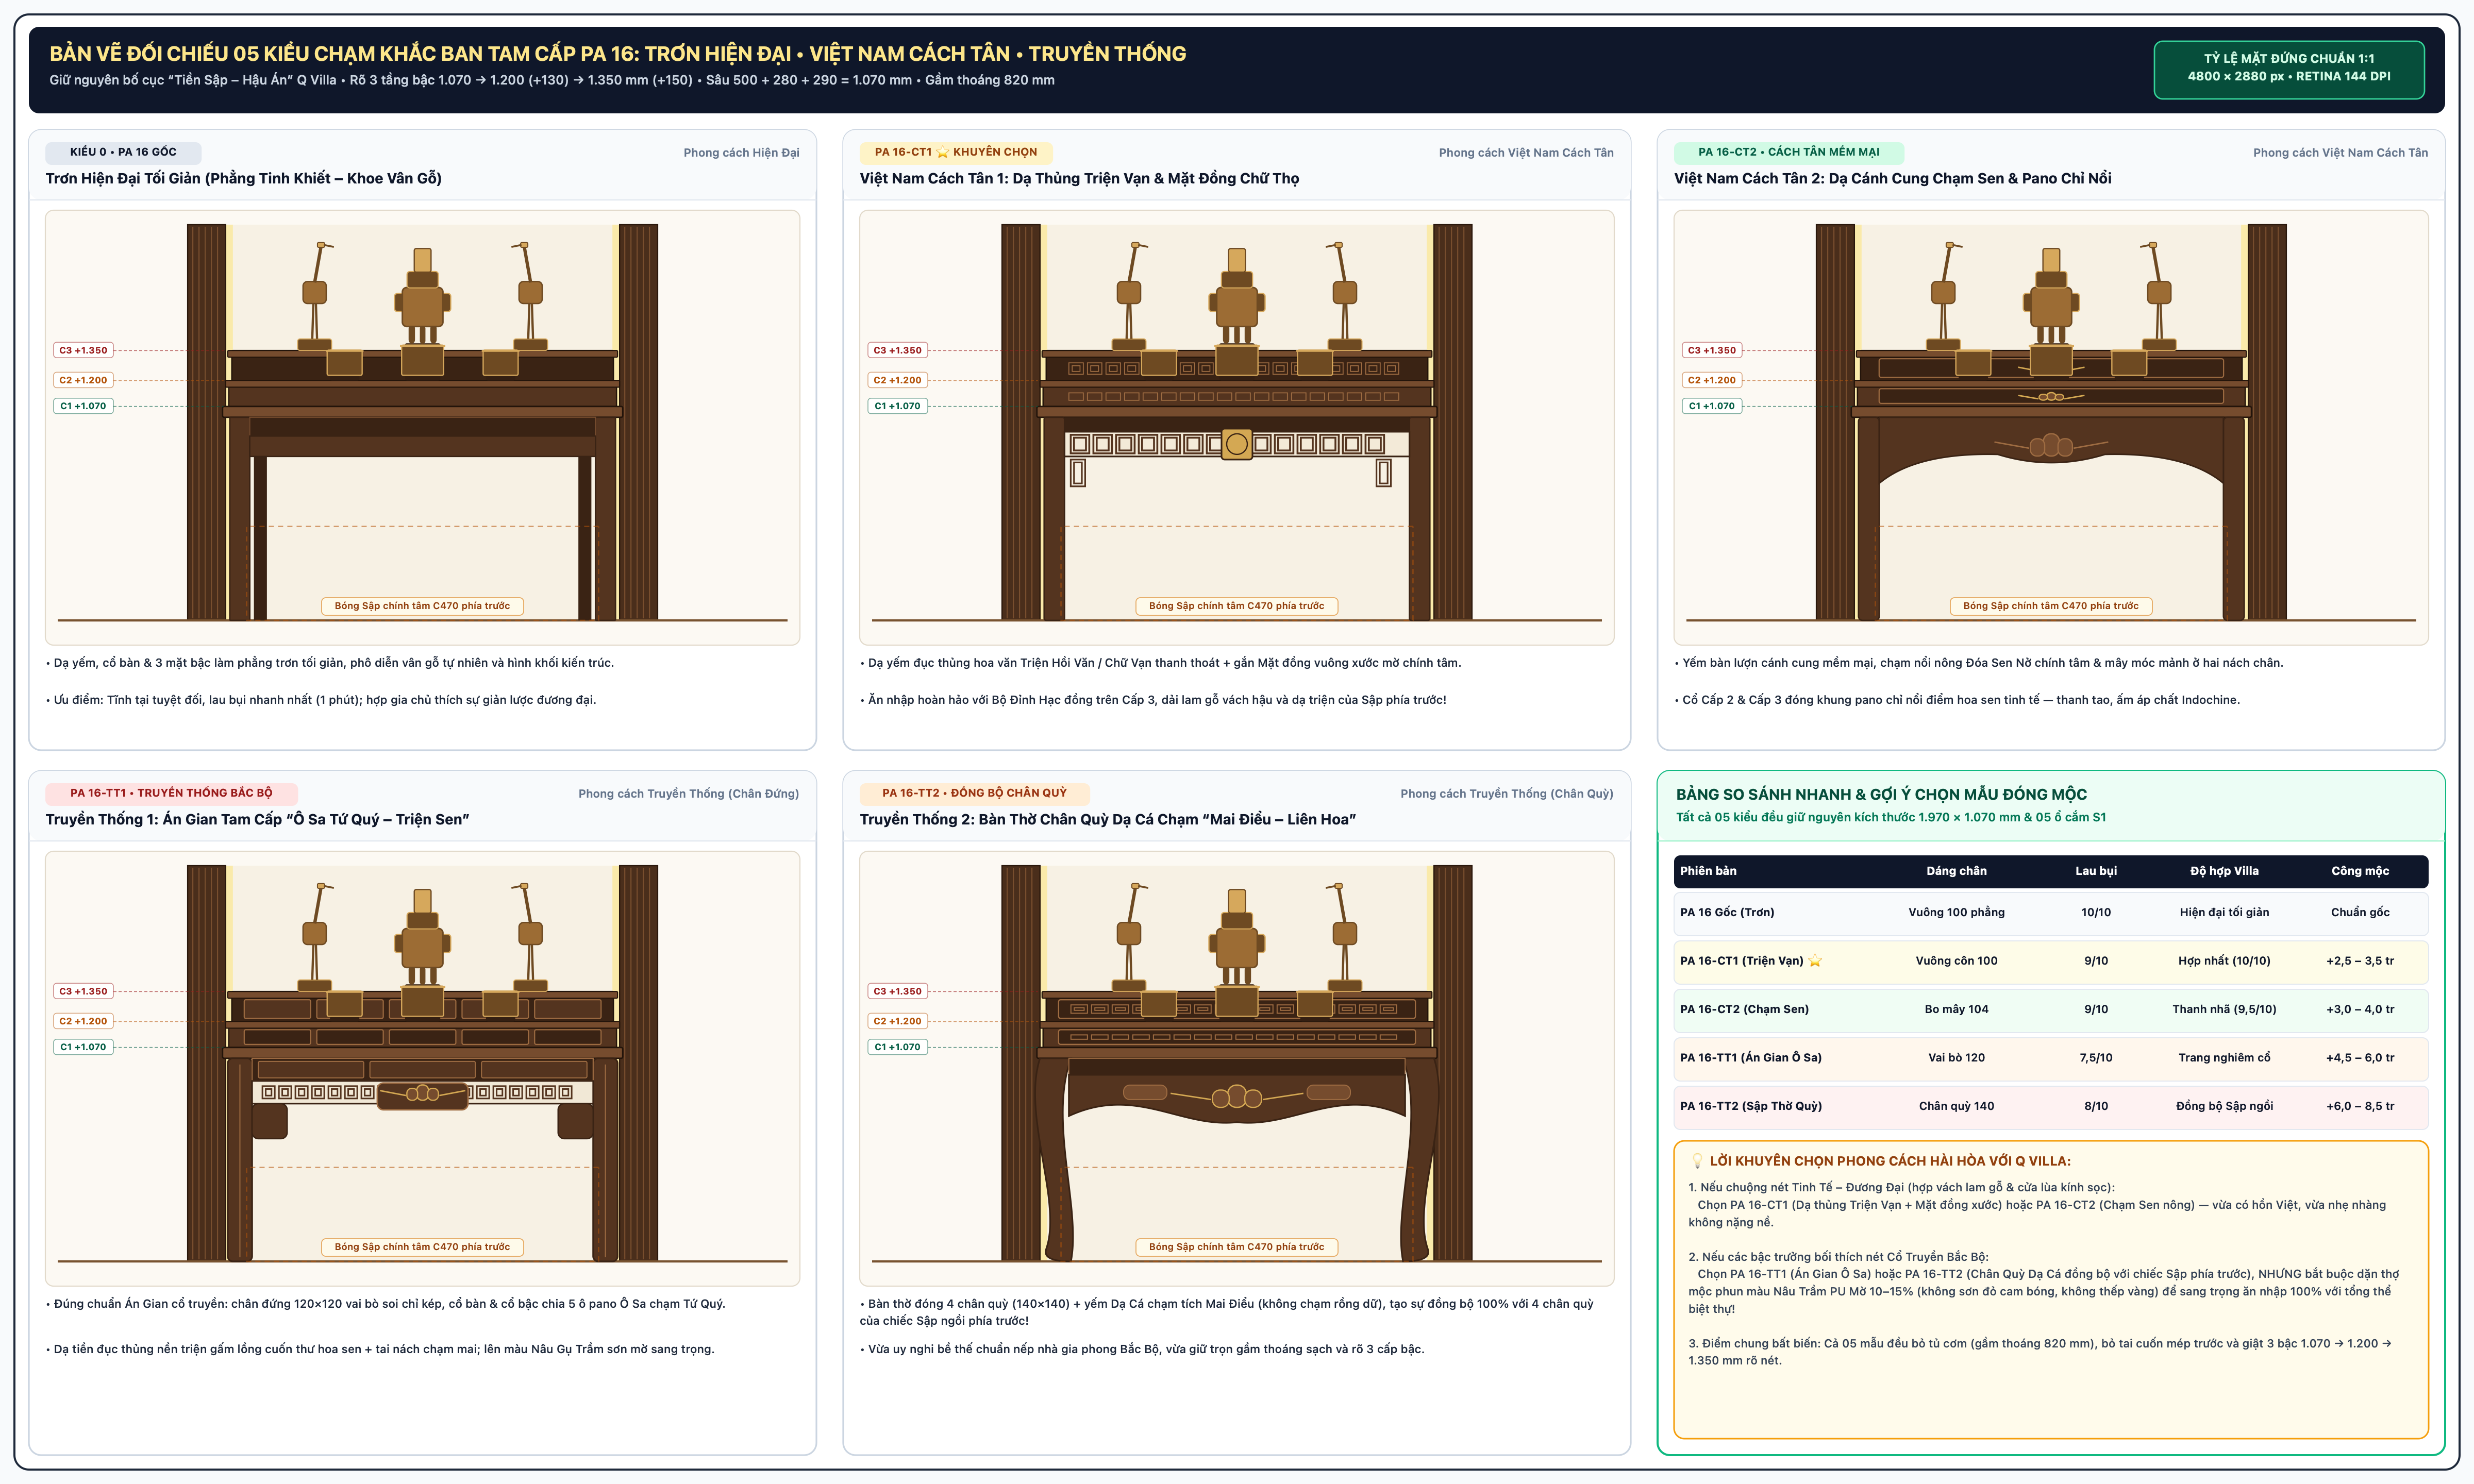 BẢN VẼ ĐỐI CHIẾU 05 KIỂU CHẠM KHẮC BAN TAM CẤP PA 16: TRƠN HIỆN ĐẠI • VIỆT NAM CÁCH TÂN • TRUYỀN THỐNG
Giữ nguyên bố cục “Tiền Sập – Hậu Án” Q Villa • Rõ 3 tầng bậc 1.070 → 1.200 (+130) → 1.350 mm (+150) • Sâu 500 + 280 + 290 = 1.070 mm • Gầm thoáng 820 mm
TỶ LỆ MẶT ĐỨNG CHUẨN 1:1
4800 × 2880 px • RETINA 144 DPI
KIỂU 0 • PA 16 GỐC
Phong cách Hiện Đại
Trơn Hiện Đại Tối Giản (Phẳng Tinh Khiết – Khoe Vân Gỗ)
C3 +1.350
C2 +1.200
C1 +1.070
Bóng Sập chính tâm C470 phía trước
• Dạ yếm, cổ bàn & 3 mặt bậc làm phẳng trơn tối giản, phô diễn vân gỗ tự nhiên và hình khối kiến trúc.
• Ưu điểm: Tĩnh tại tuyệt đối, lau bụi nhanh nhất (1 phút); hợp gia chủ thích sự giản lược đương đại.
PA 16-CT1 ⭐ KHUYÊN CHỌN
Phong cách Việt Nam Cách Tân
Việt Nam Cách Tân 1: Dạ Thủng Triện Vạn & Mặt Đồng Chữ Thọ
C3 +1.350
C2 +1.200
C1 +1.070
Bóng Sập chính tâm C470 phía trước
• Dạ yếm đục thủng hoa văn Triện Hồi Văn / Chữ Vạn thanh thoát + gắn Mặt đồng vuông xước mờ chính tâm.
• Ăn nhập hoàn hảo với Bộ Đỉnh Hạc đồng trên Cấp 3, dải lam gỗ vách hậu và dạ triện của Sập phía trước!
PA 16-CT2 • CÁCH TÂN MỀM MẠI
Phong cách Việt Nam Cách Tân
Việt Nam Cách Tân 2: Dạ Cánh Cung Chạm Sen & Pano Chỉ Nổi
C3 +1.350
C2 +1.200
C1 +1.070
Bóng Sập chính tâm C470 phía trước
• Yếm bàn lượn cánh cung mềm mại, chạm nổi nông Đóa Sen Nở chính tâm & mây móc mảnh ở hai nách chân.
• Cổ Cấp 2 & Cấp 3 đóng khung pano chỉ nổi điểm hoa sen tinh tế — thanh tao, ấm áp chất Indochine.
PA 16-TT1 • TRUYỀN THỐNG BẮC BỘ
Phong cách Truyền Thống (Chân Đứng)
Truyền Thống 1: Án Gian Tam Cấp “Ô Sa Tứ Quý – Triện Sen”
C3 +1.350
C2 +1.200
C1 +1.070
Bóng Sập chính tâm C470 phía trước
• Đúng chuẩn Án Gian cổ truyền: chân đứng 120×120 vai bò soi chỉ kép, cổ bàn & cổ bậc chia 5 ô pano Ô Sa chạm Tứ Quý.
• Dạ tiền đục thủng nền triện gấm lồng cuốn thư hoa sen + tai nách chạm mai; lên màu Nâu Gụ Trầm sơn mờ sang trọng.
PA 16-TT2 • ĐỒNG BỘ CHÂN QUỲ
Phong cách Truyền Thống (Chân Quỳ)
Truyền Thống 2: Bàn Thờ Chân Quỳ Dạ Cá Chạm “Mai Điểu – Liên Hoa”
C3 +1.350
C2 +1.200
C1 +1.070
Bóng Sập chính tâm C470 phía trước
• Bàn thờ đóng 4 chân quỳ (140×140) + yếm Dạ Cá chạm tích Mai Điểu (không chạm rồng dữ), tạo sự đồng bộ 100% với 4 chân quỳ
của chiếc Sập ngồi phía trước!
• Vừa uy nghi bề thế chuẩn nếp nhà gia phong Bắc Bộ, vừa giữ trọn gầm thoáng sạch và rõ 3 cấp bậc.
BẢNG SO SÁNH NHANH & GỢI Ý CHỌN MẪU ĐÓNG MỘC
Tất cả 05 kiểu đều giữ nguyên kích thước 1.970 × 1.070 mm & 05 ổ cắm S1
Phiên bản Dáng chân Lau bụi Độ hợp Villa Công mộc
PA 16 Gốc (Trơn) Vuông 100 phẳng 10/10 Hiện đại tối giản Chuẩn gốc
PA 16-CT1 (Triện Vạn) ⭐ Vuông côn 100 9/10 Hợp nhất (10/10) +2,5 – 3,5 tr
PA 16-CT2 (Chạm Sen) Bo mây 104 9/10 Thanh nhã (9,5/10) +3,0 – 4,0 tr
PA 16-TT1 (Án Gian Ô Sa) Vai bò 120 7,5/10 Trang nghiêm cổ +4,5 – 6,0 tr
PA 16-TT2 (Sập Thờ Quỳ) Chân quỳ 140 8/10 Đồng bộ Sập ngồi +6,0 – 8,5 tr
💡 LỜI KHUYÊN CHỌN PHONG CÁCH HÀI HÒA VỚI Q VILLA:
1. Nếu chuộng nét Tinh Tế – Đương Đại (hợp vách lam gỗ & cửa lùa kính sọc):
Chọn PA 16-CT1 (Dạ thủng Triện Vạn + Mặt đồng xước) hoặc PA 16-CT2 (Chạm Sen nông) — vừa có hồn Việt, vừa nhẹ nhàng
không nặng nề.
2. Nếu các bậc trưởng bối thích nét Cổ Truyền Bắc Bộ:
Chọn PA 16-TT1 (Án Gian Ô Sa) hoặc PA 16-TT2 (Chân Quỳ Dạ Cá đồng bộ với chiếc Sập phía trước), NHƯNG bắt buộc dặn thợ
mộc phun màu Nâu Trầm PU Mờ 10–15% (không sơn đỏ cam bóng, không thếp vàng) để sang trọng ăn nhập 100% với tổng thể
biệt thự!
3. Điểm chung bất biến: Cả 05 mẫu đều bỏ tủ cơm (gầm thoáng 820 mm), bỏ tai cuốn mép trước và giật 3 bậc 1.070 → 1.200 →
1.350 mm rõ nét.